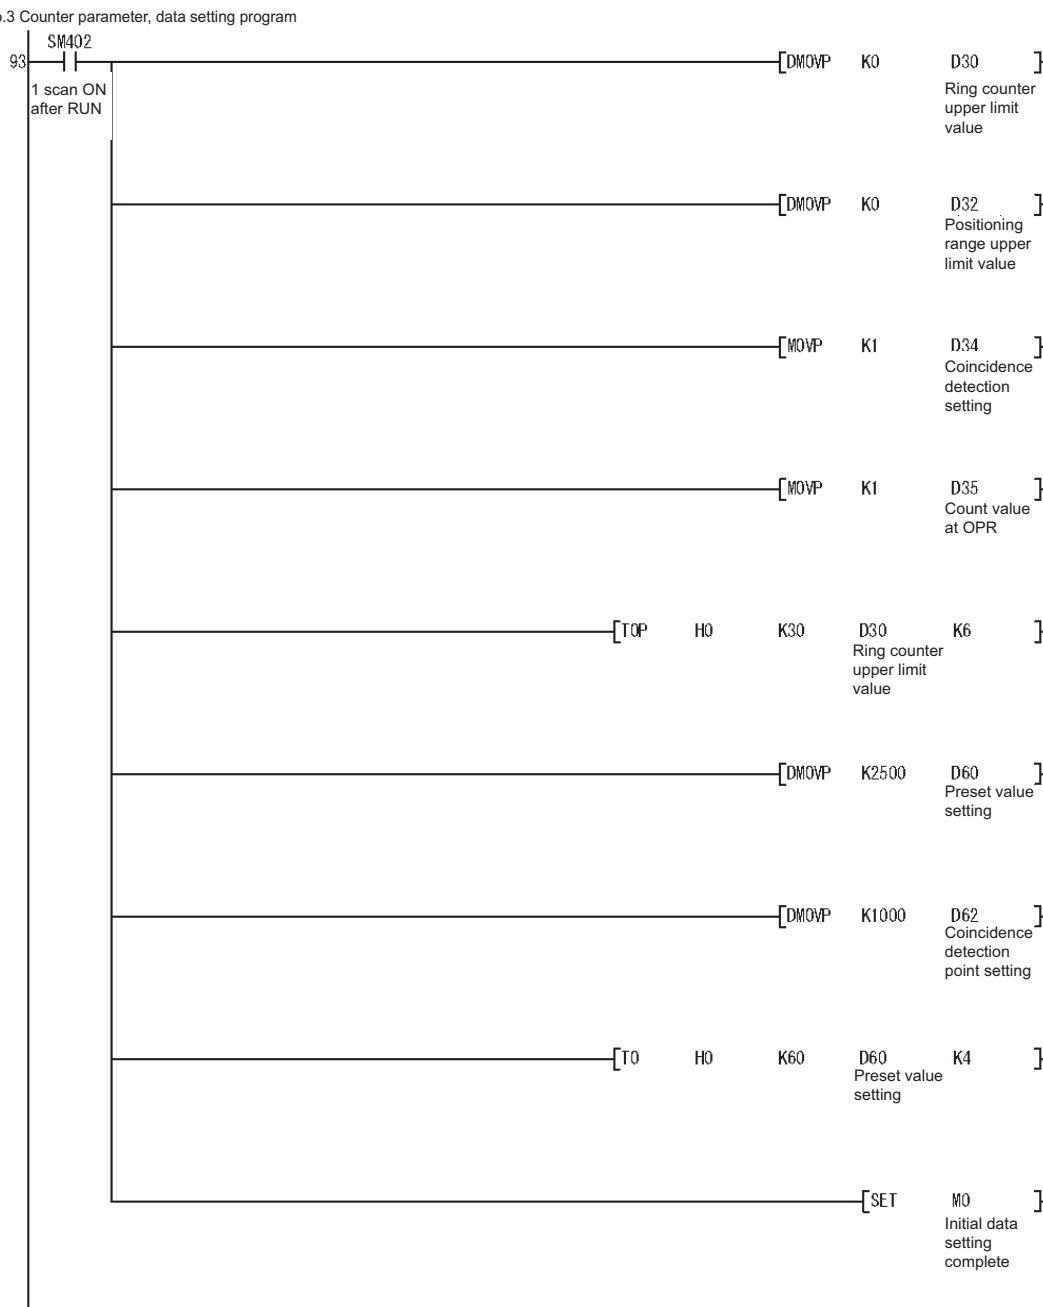 .3 Counter parameter, data setting program
SM402
93
[DMOVP K0 D30 ]
1 scan ON
after RUN
Ring counter
upper limit
value
[DMOVP K0 D32 ]
Positioning
range upper
limit value
[MOVP K1 D34 ]
Coincidence
detection
setting
[MOVP K1 D35 ]
Count value
at OPR
[TOP H0 K30 D30 K6 ]
Ring counter
upper limit
value
[DMOVP K2500 D60 ]
Preset value
setting
[DMOVP K1000 D62 ]
Coincidence
detection
point setting
[TO H0 K60 D60 K4 ]
Preset value
setting
[SET M0 ]
Initial data
setting
complete